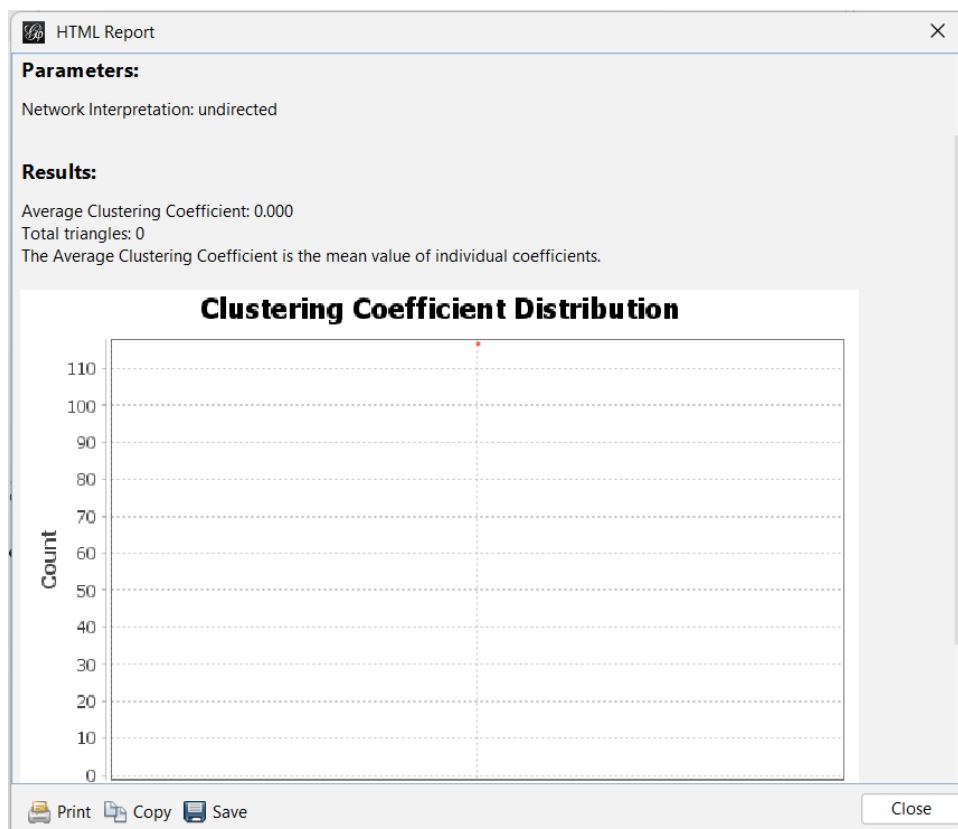 HTML Report
Parameters:
Network Interpretation: undirected
Results:
Average Clustering Coefficient: 0.000
Total triangles: 0
The Average Clustering Coefficient is the mean value of individual coefficients.
Clustering Coefficient Distribution
110
100
90
80
70
60
50
40
30
20
10
0
Count
Print Copy Save Close